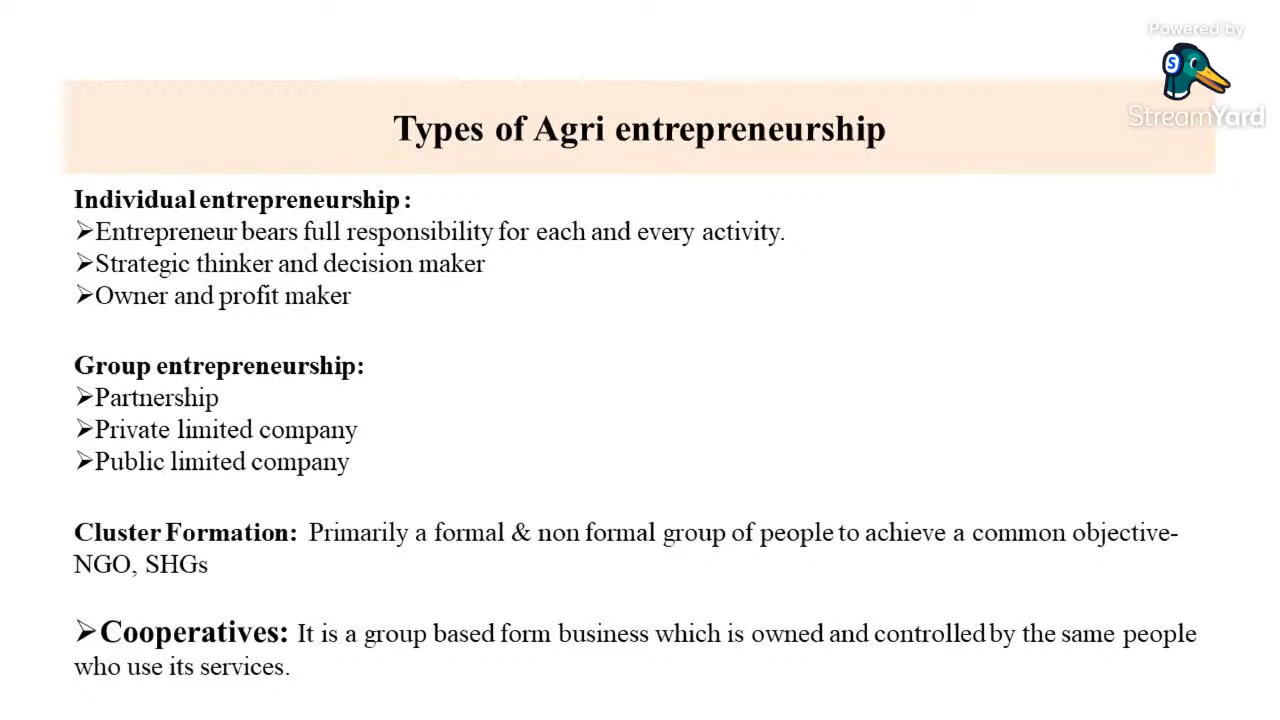 Powered by
S
StreamYard
Types of Agri entrepreneurship
Individual entrepreneurship :
➢Entrepreneur bears full responsibility for each and every activity.
➢Strategic thinker and decision maker
➢Owner and profit maker
Group entrepreneurship:
➢Partnership
➢Private limited company
➢Public limited company
Cluster Formation: Primarily a formal & non formal group of people to achieve a common objective-
NGO, SHGs
➢Cooperatives: It is a group based form business which is owned and controlled by the same people
who use its services.